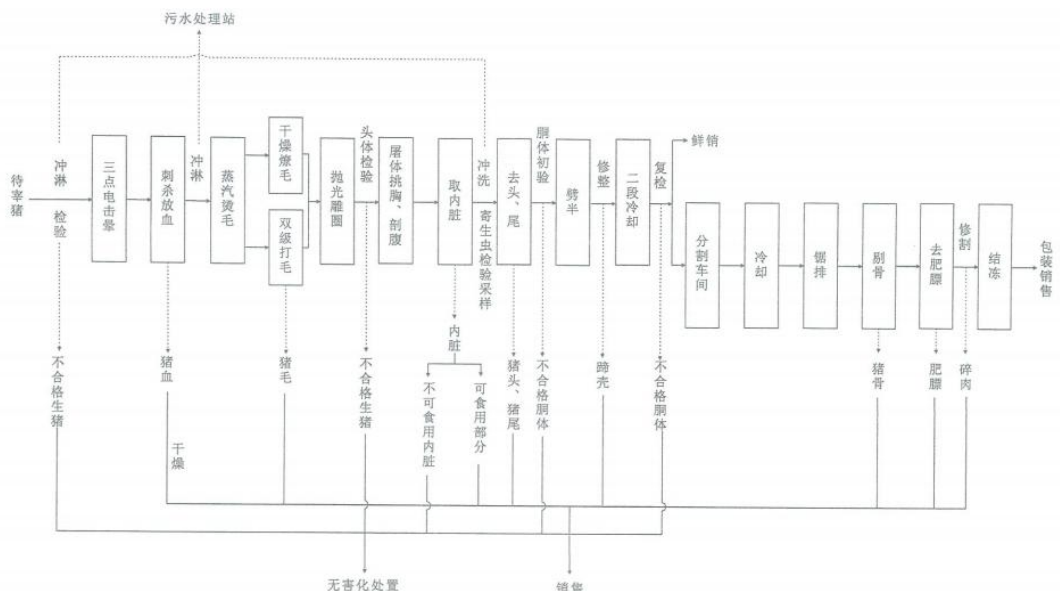 污水处理站
待宰猪
冲淋
检验
三点电击晕
刺杀放血
冲淋
蒸汽烫毛
干燥燎毛
双级打毛
抛光雕圈
头体检验
屠体挑胸、剖腹
取内脏
冲洗
寄生虫检验采样
去头、尾
胴体初验
劈半
修整
二段冷却
复检
鲜销
分割车间
冷却
锯排
剔骨
去肥膘
修割
结冻
包装销售
不合格生猪
猪血
干燥
猪毛
不合格生猪
内脏
不可食用内脏
可食用部分
猪头、猪尾
不合格胴体
蹄壳
不合格胴体
猪骨
肥膘
碎肉
无害化处置
销售